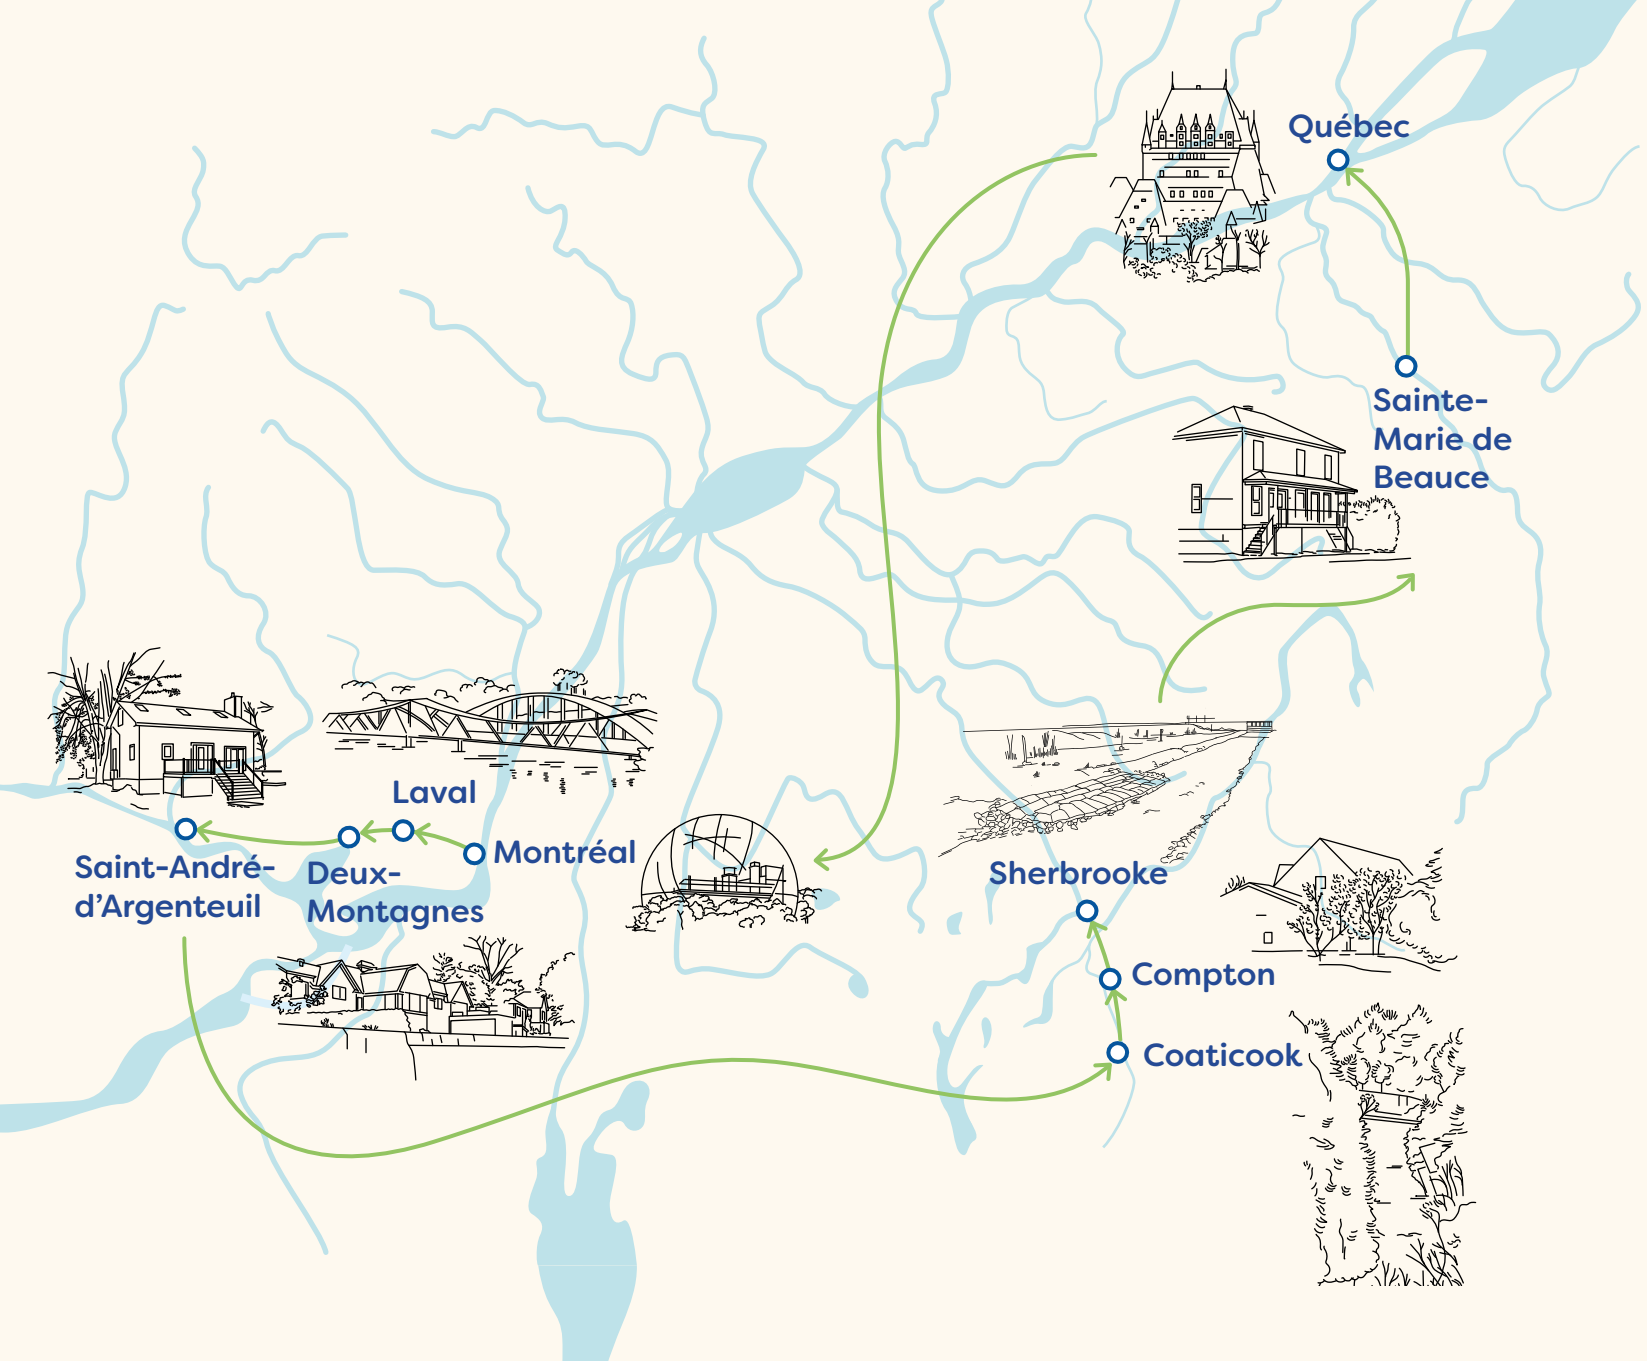 Québec
Sainte-
Marie de
Beauce
Laval
Montréal
Saint-André-
d’Argenteuil
Deux-
Montagnes
Sherbrooke
Compton
Coaticook